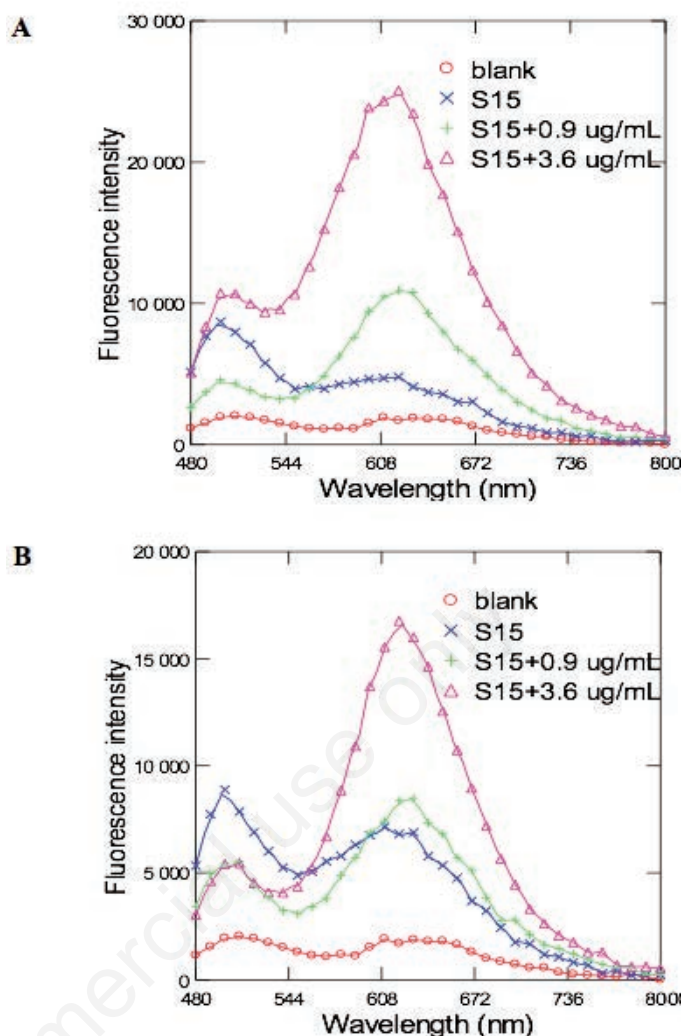 A
30 000
blank
S15
S15+0.9 ug/mL
S15+3.6 ug/mL
20 000
Fluorescence intensity
10 000
0
480 544 608 672 736 800
Wavelength (nm)
B
20 000
blank
S15
S15+0.9 ug/mL
S15+3.6 ug/mL
15 000
Fluorescence intensity
10 000
5 000
0
480 544 608 672 736 8000
Wavelength (nm)
mercial use only